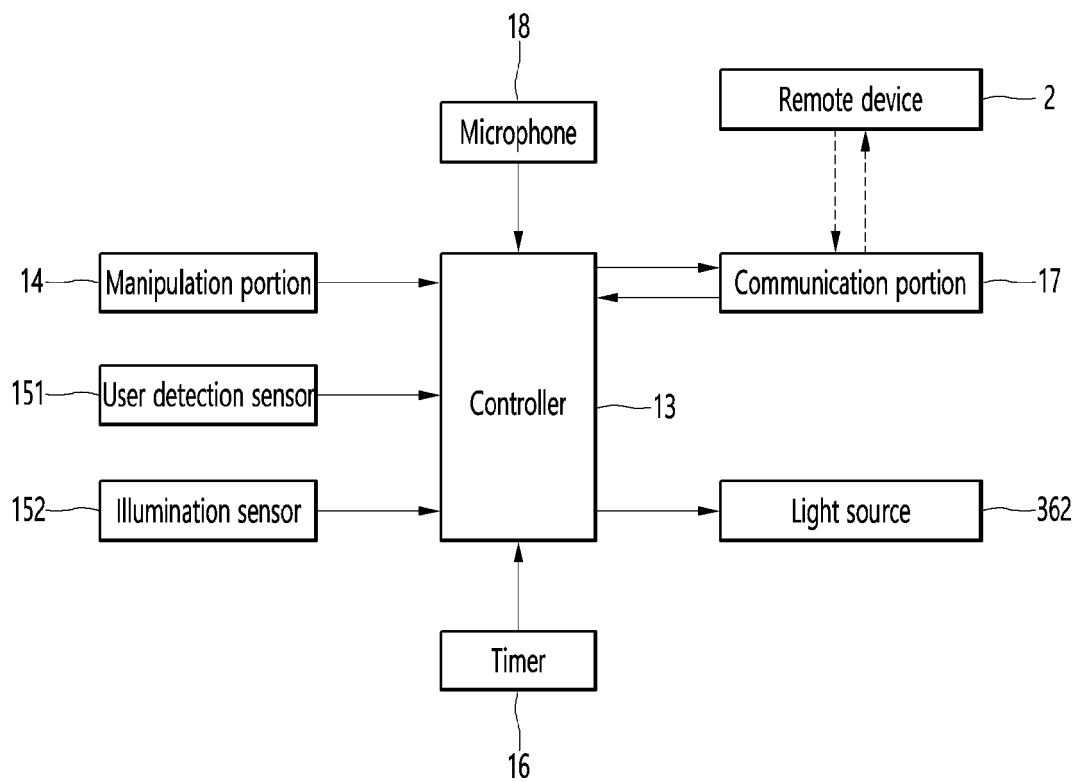 18
Microphone
Remote device
2
14
Manipulation portion
Communication portion
17
151
User detection sensor
Controller
13
152
Illumination sensor
Light source
362
Timer
16